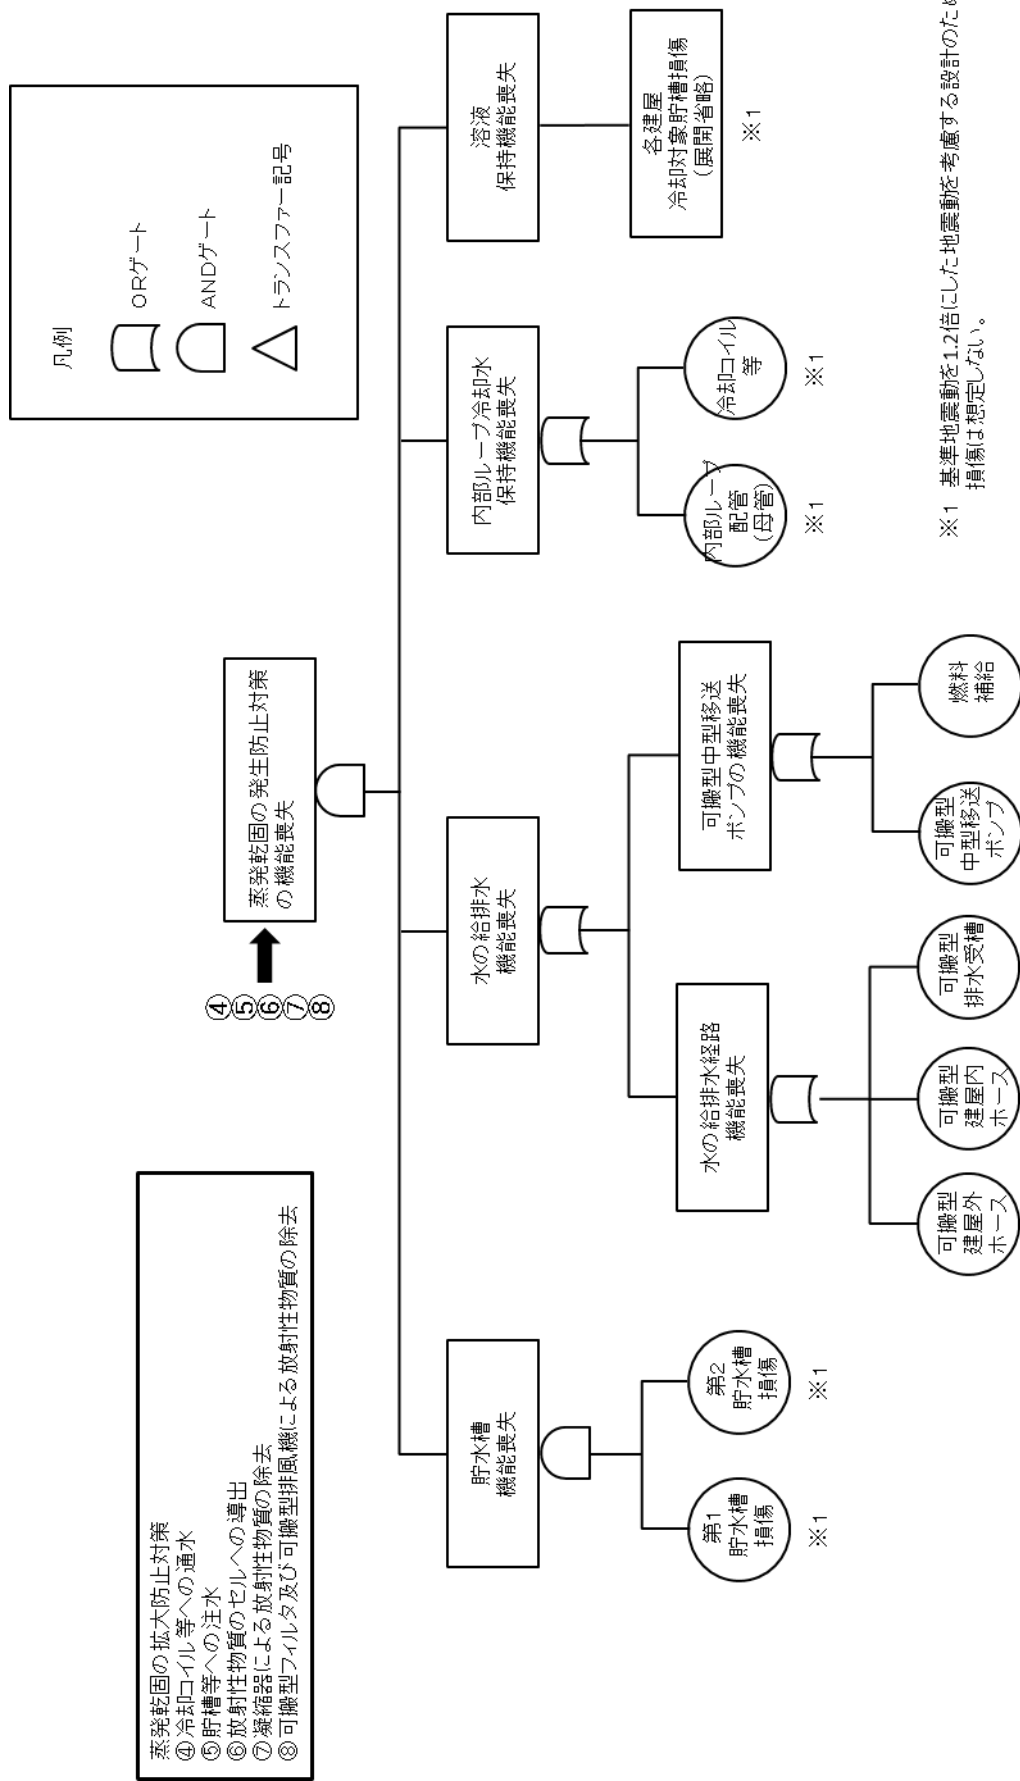 蒸発乾固の拡大防止対策
④冷却コイル等への通水
⑤貯槽等への注水
⑥放射性物質のセルへの導出
⑦凝縮器による放射性物質の除去
⑧可搬型フィルタ及び可搬型排風機による放射性物質の除去
④
⑤
⑥
⑦
⑧
蒸発乾固の発生防止対策
の機能喪失
凡例
ORゲート
ANDゲート
トランスファー記号
貯水槽
機能喪失
水の給排水
機能喪失
内部ループ冷却水
保持機能喪失
溶液
保持機能喪失
第1
貯水槽
損傷
※1
第2
貯水槽
損傷
※1
水の給排水経路
機能喪失
可搬型中型移送
ポンプの機能喪失
内部ループ
配管
(母管)
※1
冷却コイル
等
※1
各建屋
冷却対象貯槽損傷
(展開省略)
※1
可搬型
建屋外
ホース
可搬型
建屋内
ホース
可搬型
排水受槽
可搬型
中型移送
ポンプ
燃料
補給
※1 基準地震動を1.2倍にした地震動を考慮する設計のため
損傷は想定しない。